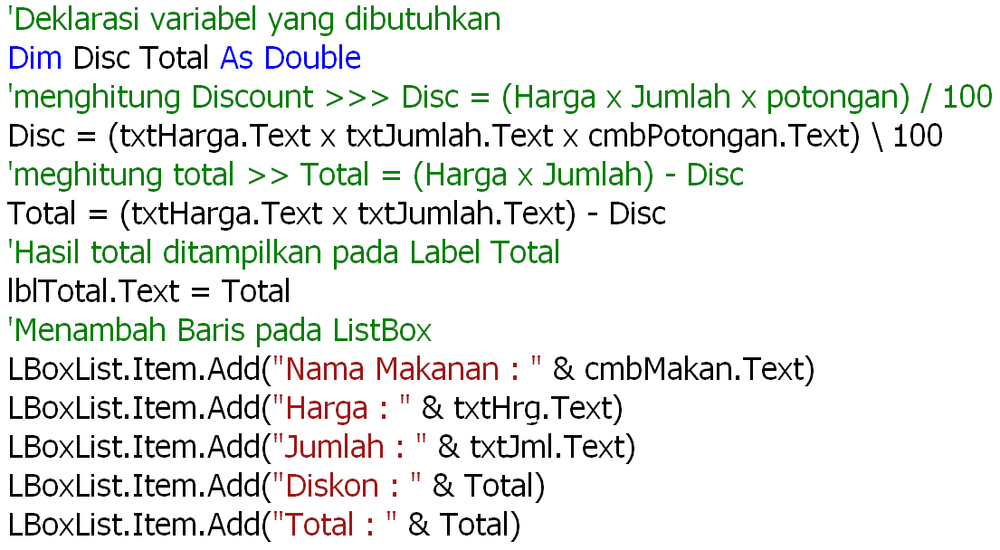 'Deklarasi variabel yang dibutuhkan
Dim Disc Total As Double
'menghitung Discount >>> Disc = (Harga x Jumlah x potongan) / 100
Disc = (txtHarga.Text x txtJumlah.Text x cmbPotongan.Text) \ 100
'meghitung total >> Total = (Harga x Jumlah) - Disc
Total = (txtHarga.Text x txtJumlah.Text) - Disc
'Hasil total ditampilkan pada Label Total
lblTotal.Text = Total
'Menambah Baris pada ListBox
LBoxList.Item.Add("Nama Makanan : " & cmbMakan.Text)
LBoxList.Item.Add("Harga : " & txtHrg.Text)
LBoxList.Item.Add("Jumlah : " & txtJml.Text)
LBoxList.Item.Add("Diskon : " & Total)
LBoxList.Item.Add("Total : " & Total)